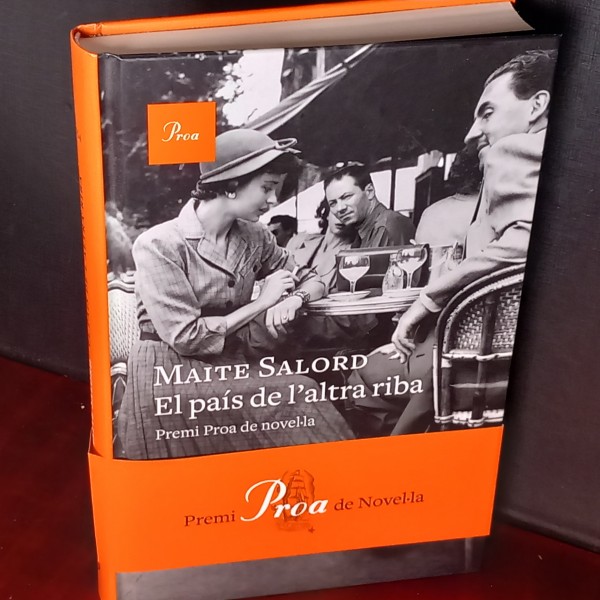 Proa
MAITE SALORD
El país de l'altra riba
Premi Proa de novel·la
Premi Proa de Novel·la